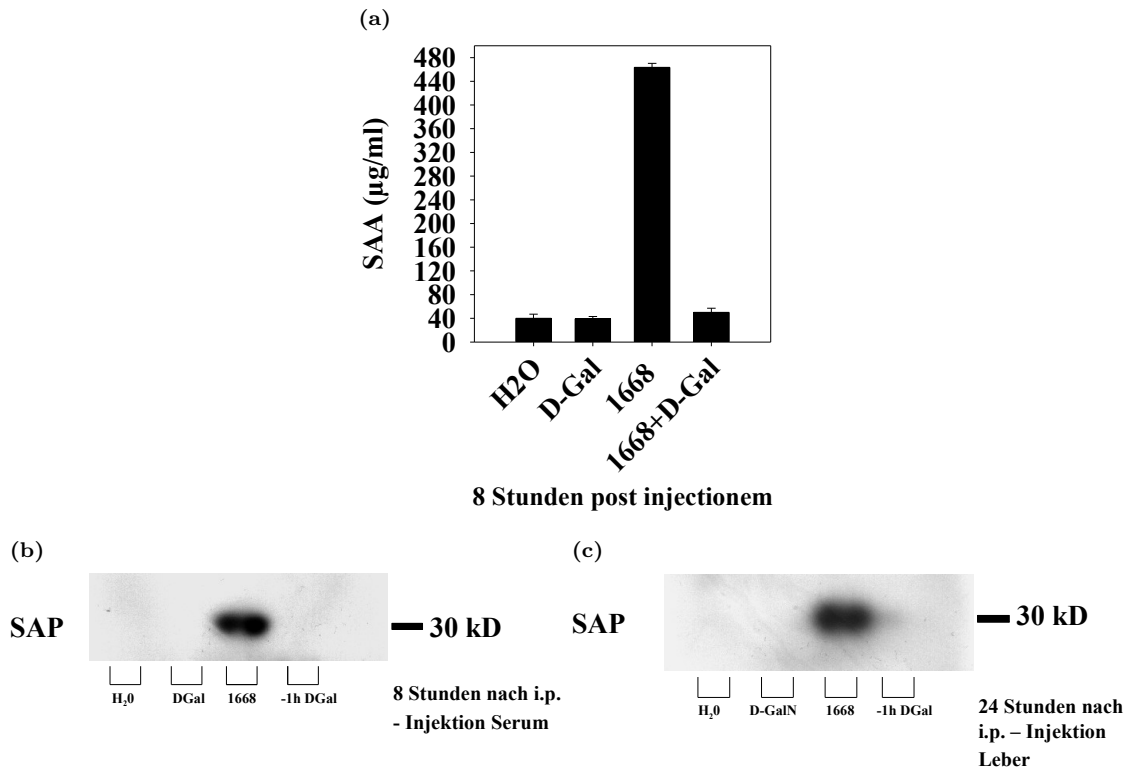 (a)
480
440
400
360
320
280
240
200
160
120
80
40
0
SAA (µg/ml)
H2O
D-Gal
1668
1668+D-Gal
8 Stunden post injectionem
(b)
SAP
30 kD
H₂0
DGal
1668
-1h DGal
8 Stunden nach i.p.
- Injektion Serum
(c)
SAP
30 kD
H₂0
D-GalN
1668
-1h DGal
24 Stunden nach
i.p. – Injektion
Leber